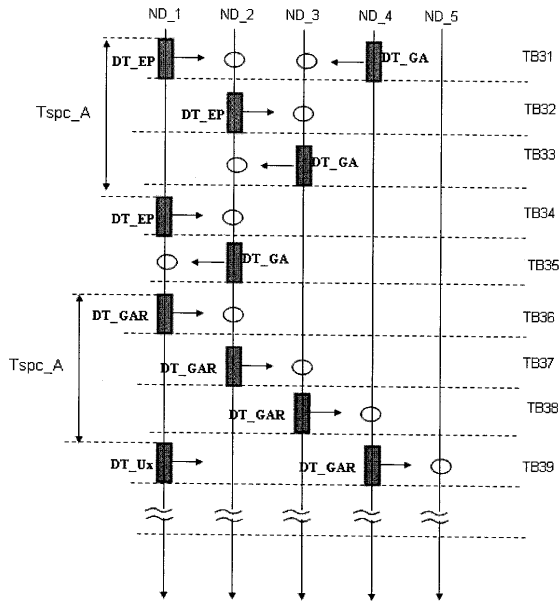 ND_1 ND_2 ND_3 ND_4 ND_5
DT_EP DT_GA TB31
Tspc_A
DT_EP TB32
DT_GA TB33
DT_EP TB34
DT_GA TB35
DT_GAR TB36
Tspc_A
DT_GAR TB37
DT_GAR TB38
DT_Ux DT_GAR TB39